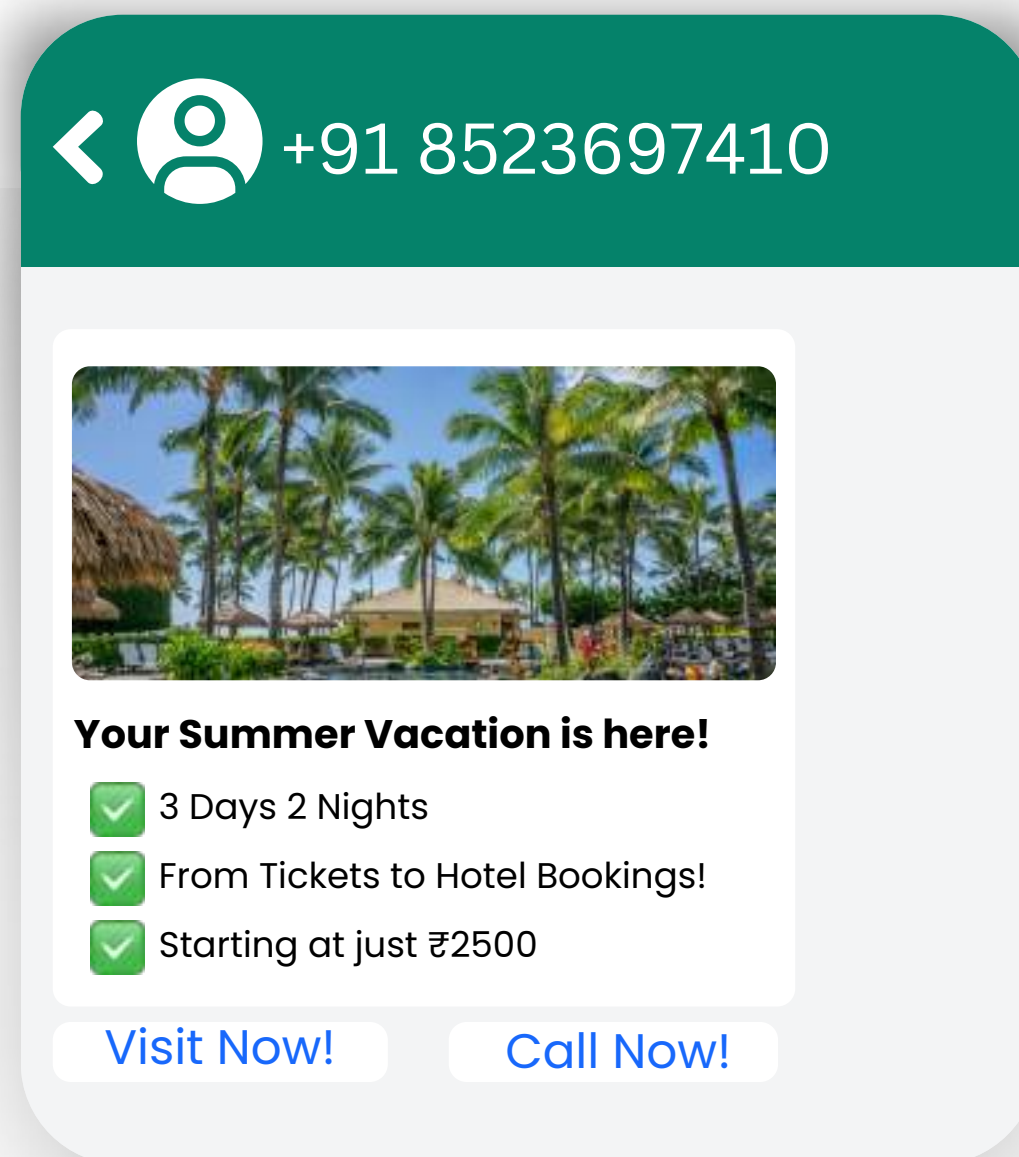 +91 8523697410
Your Summer Vacation is here!
✅ 3 Days 2 Nights
✅ From Tickets to Hotel Bookings!
✅ Starting at just ₹2500
Visit Now!
Call Now!